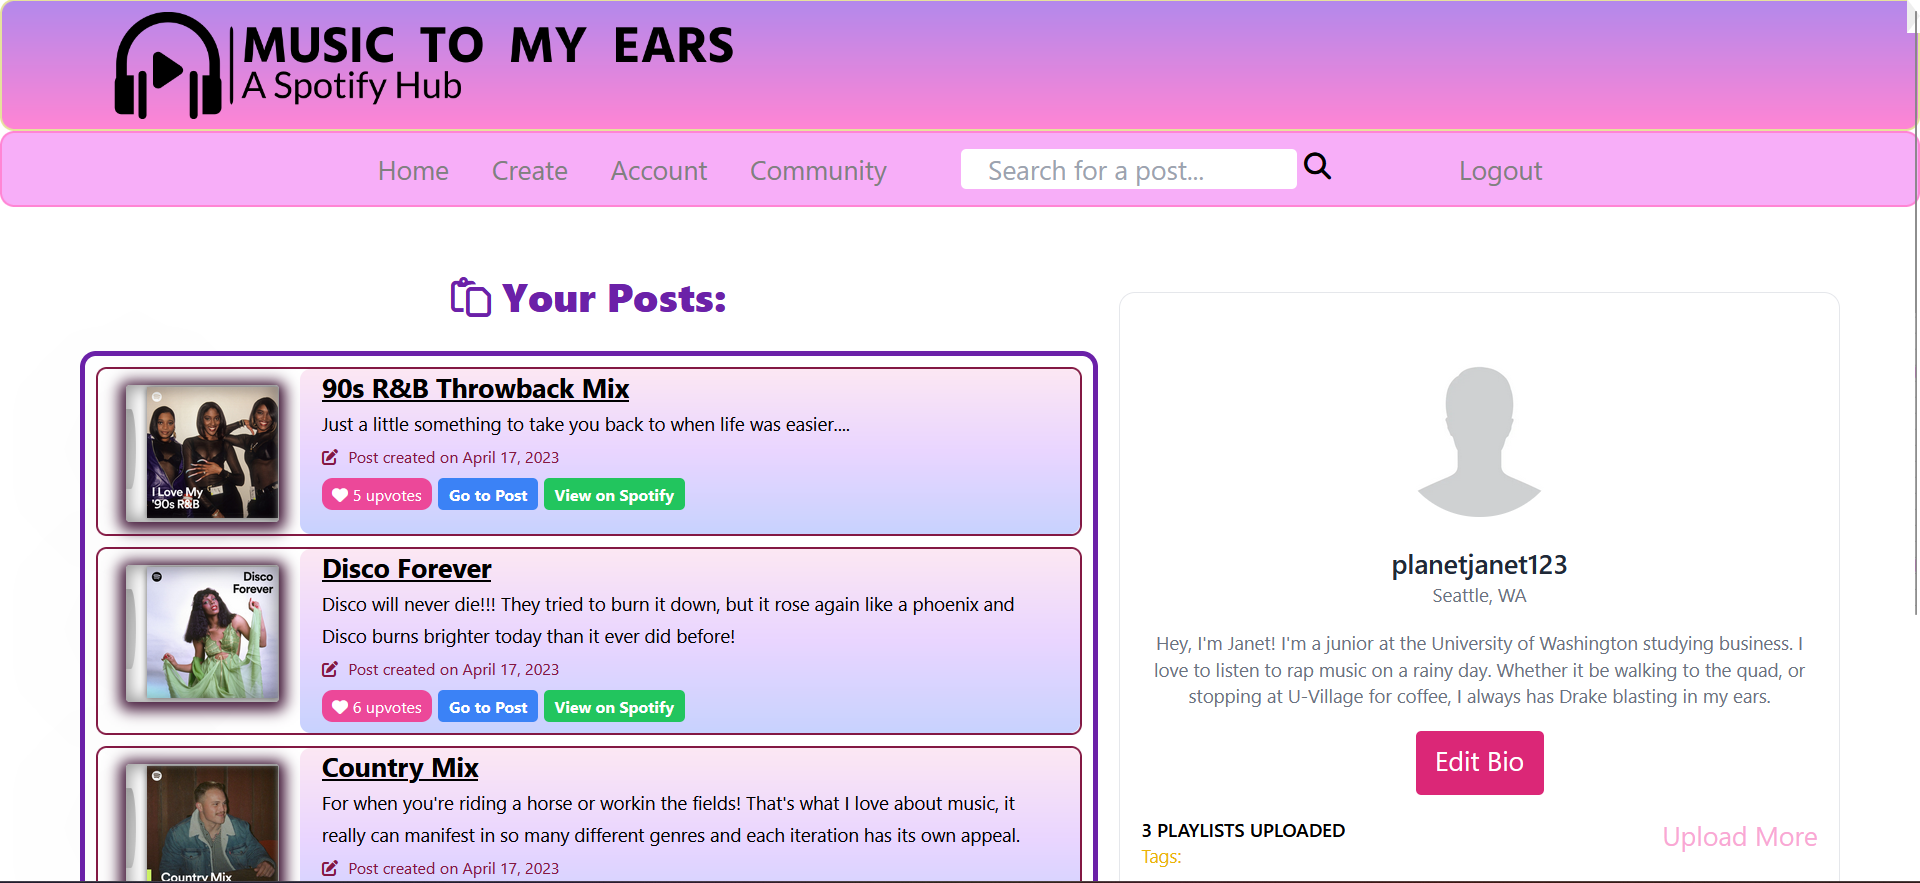 MUSIC TO MY EARS
A Spotify Hub
Home Create Account Community Search for a post... Logout
Your Posts:
90s R&B Throwback Mix
Just a little something to take you back to when life was easier....
Post created on April 17, 2023
5 upvotes Go to Post View on Spotify
I Love My
'90s R&B
Disco Forever
Disco will never die!!! They tried to burn it down, but it rose again like a phoenix and
Disco burns brighter today than it ever did before!
Post created on April 17, 2023
6 upvotes Go to Post View on Spotify
Disco
Forever
Country Mix
For when you're riding a horse or workin the fields! That's what I love about music, it
really can manifest in so many different genres and each iteration has its own appeal.
Post created on April 17, 2023
Country Mix
planetjanet123
Seattle, WA
Hey, I'm Janet! I'm a junior at the University of Washington studying business. I
love to listen to rap music on a rainy day. Whether it be walking to the quad, or
stopping at U-Village for coffee, I always has Drake blasting in my ears.
Edit Bio
3 PLAYLISTS UPLOADED
Upload More
Tags: